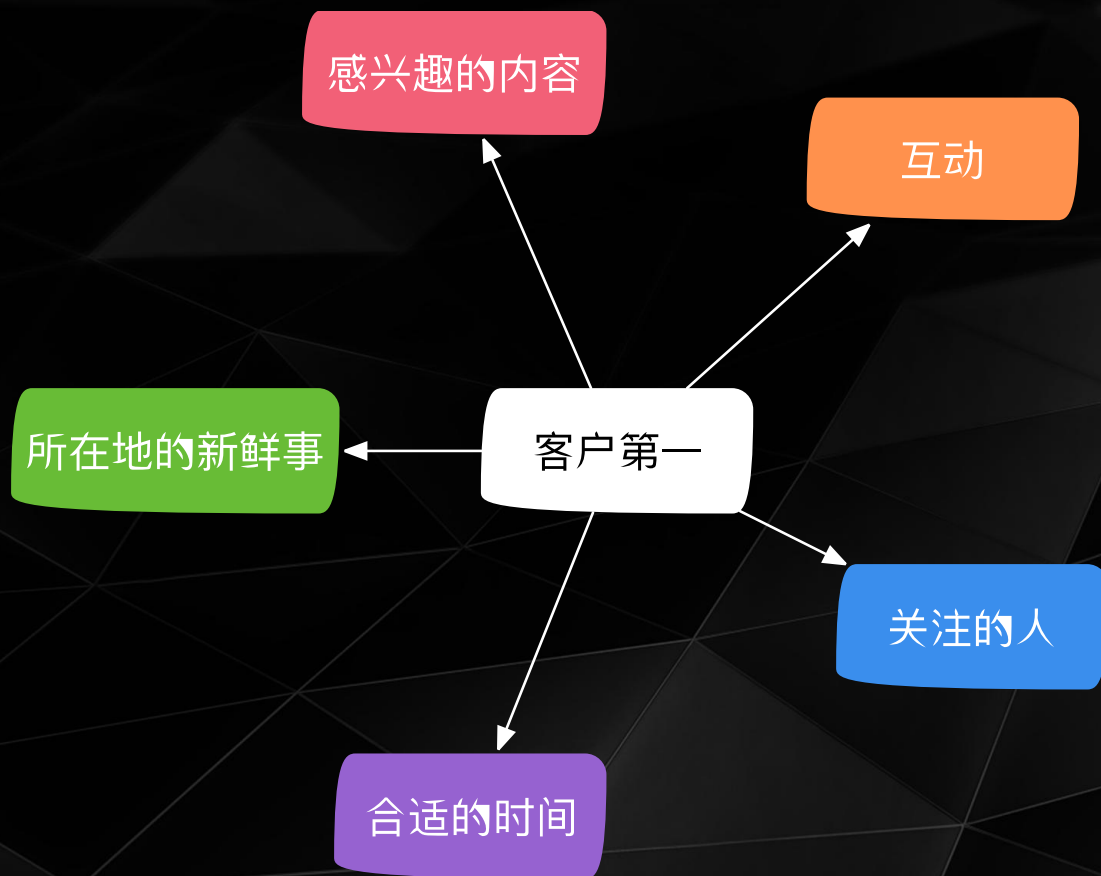 感兴趣的内容
互动
所在地的新鲜事
客户第一
关注的人
合适的时间